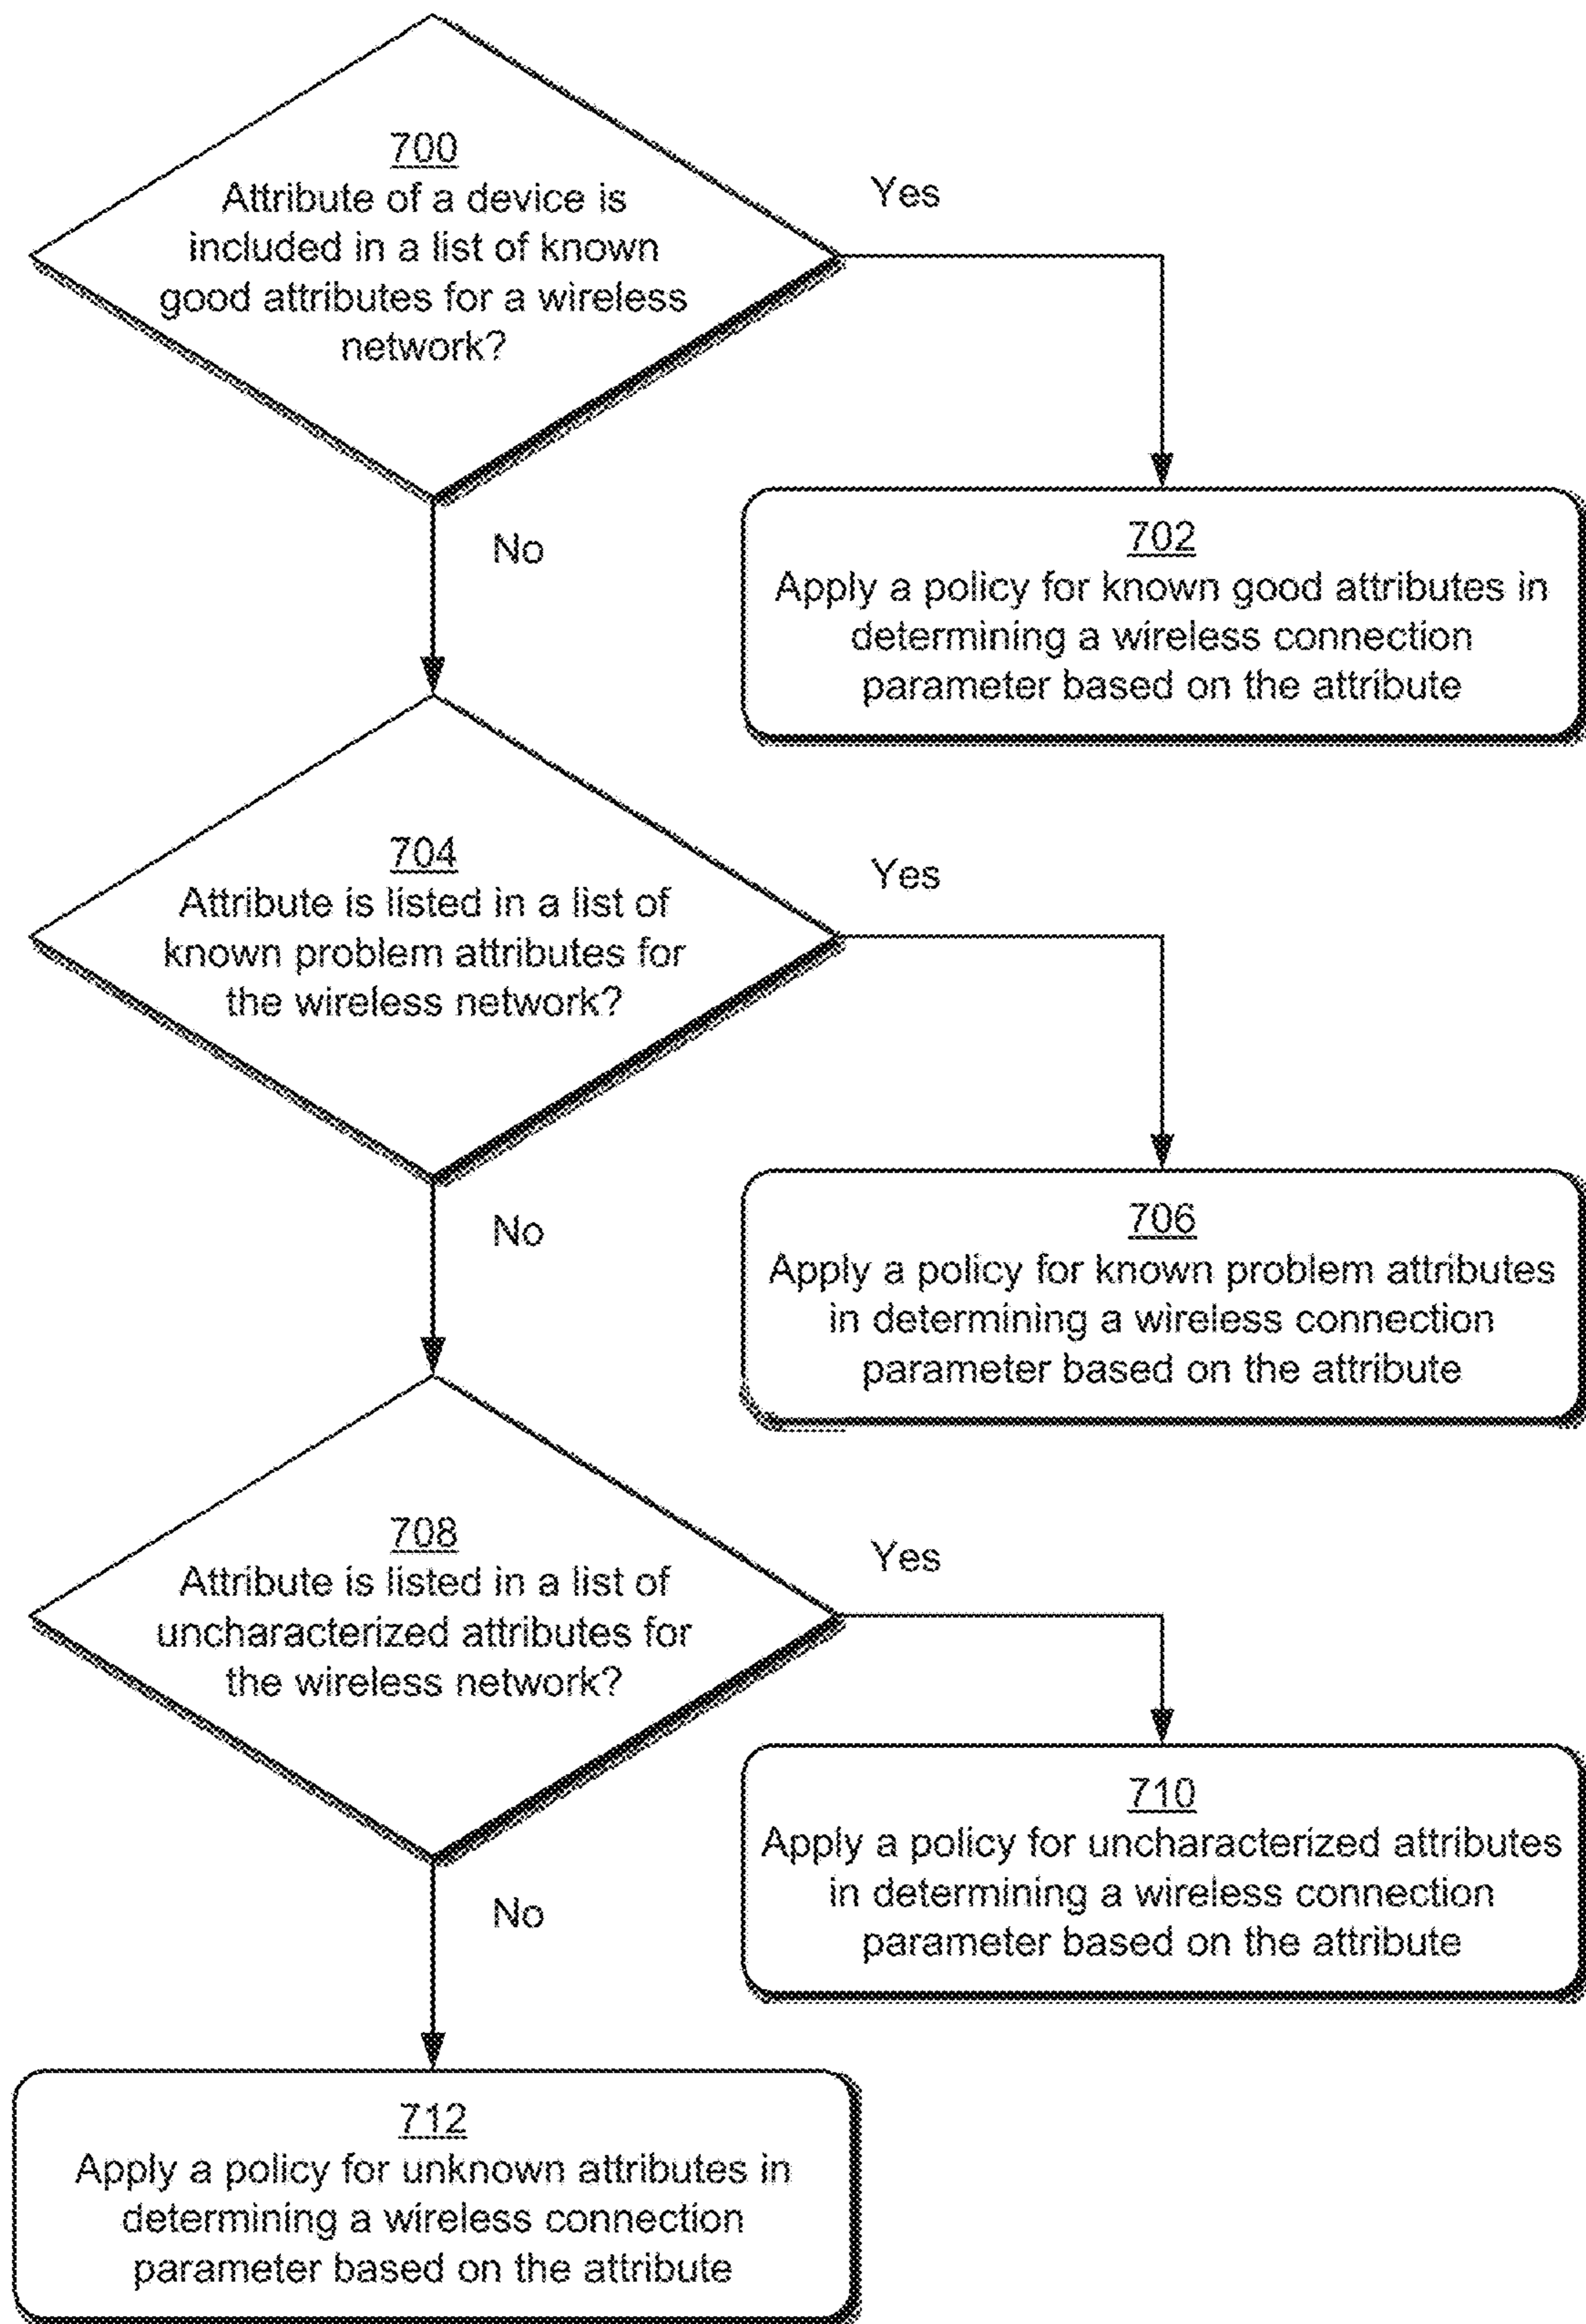 700
Attribute of a device is
included in a list of known
good attributes for a wireless
network?
Yes
No
702
Apply a policy for known good attributes in
determining a wireless connection
parameter based on the attribute
704
Attribute is listed in a list of
known problem attributes for
the wireless network?
Yes
No
706
Apply a policy for known problem attributes
in determining a wireless connection
parameter based on the attribute
708
Attribute is listed in a list of
uncharacterized attributes for
the wireless network?
Yes
No
710
Apply a policy for uncharacterized attributes
in determining a wireless connection
parameter based on the attribute
712
Apply a policy for unknown attributes in
determining a wireless connection
parameter based on the attribute